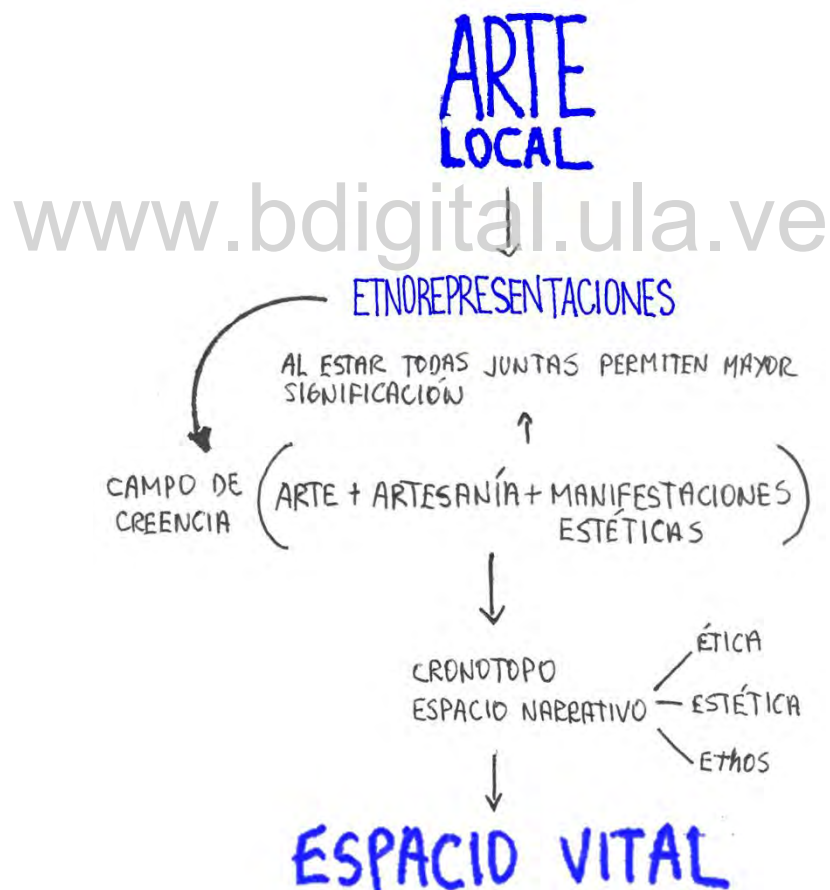 ARTE
LOCAL
www.bdigital.ula.ve
ETNOREPRESENTACIONES
AL ESTAR TODAS JUNTAS PERMITEN MAYOR
SIGNIFICACIÓN
CAMPO DE
CREENCIA
(ARTE + ARTESANÍA + MANIFESTACIONES
ESTÉTICAS)
CRONOTOPO
ESPACIO NARRATIVO
ÉTICA
ESTÉTICA
EthOS
ESPACIO VITAL